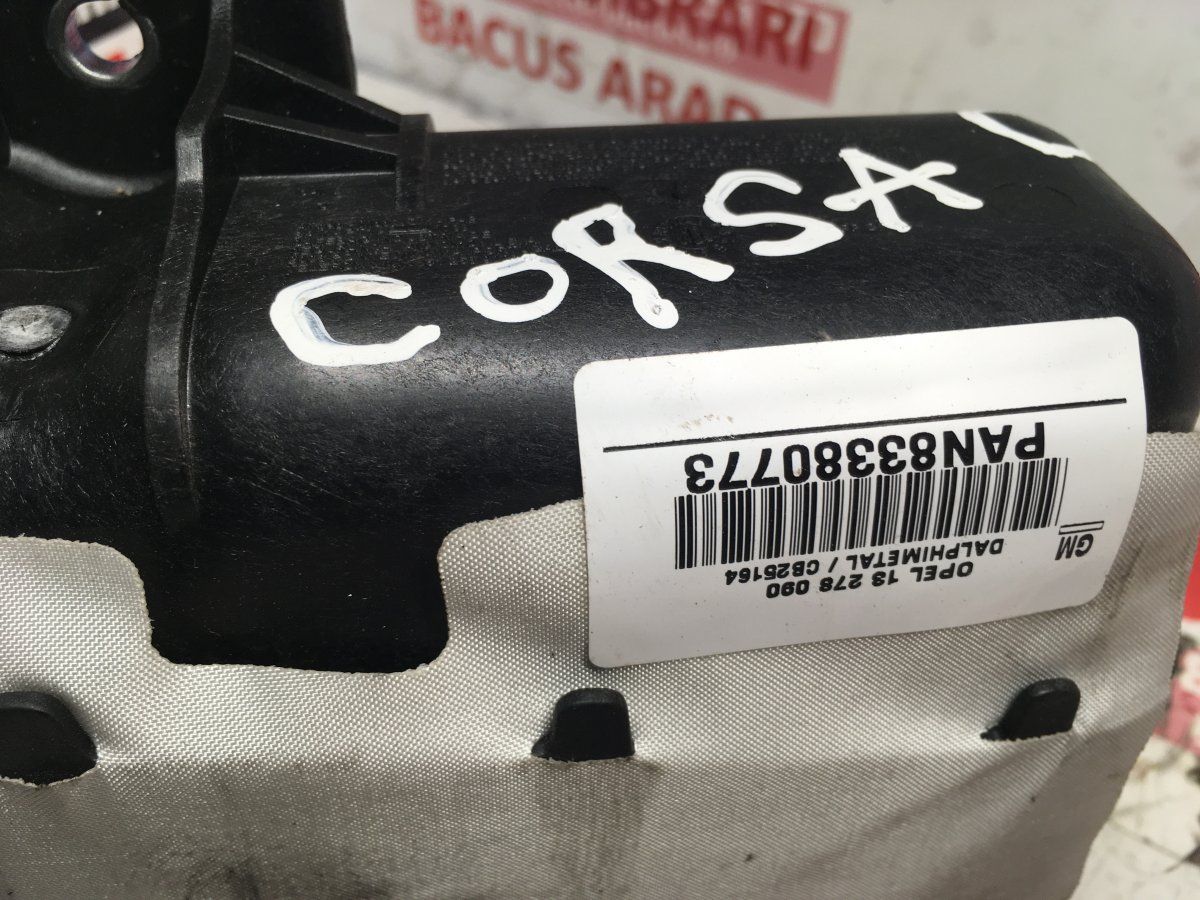 BACUS ARAD
CORSA
GM
OPEL 13 278 090
DALPHIMETAL / CB25164
PAN83380773